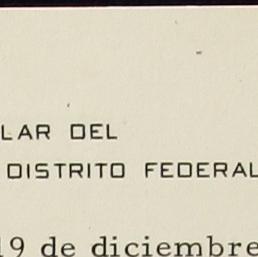 LAR DEL
DISTRITO FEDERAL
19 de diciembre